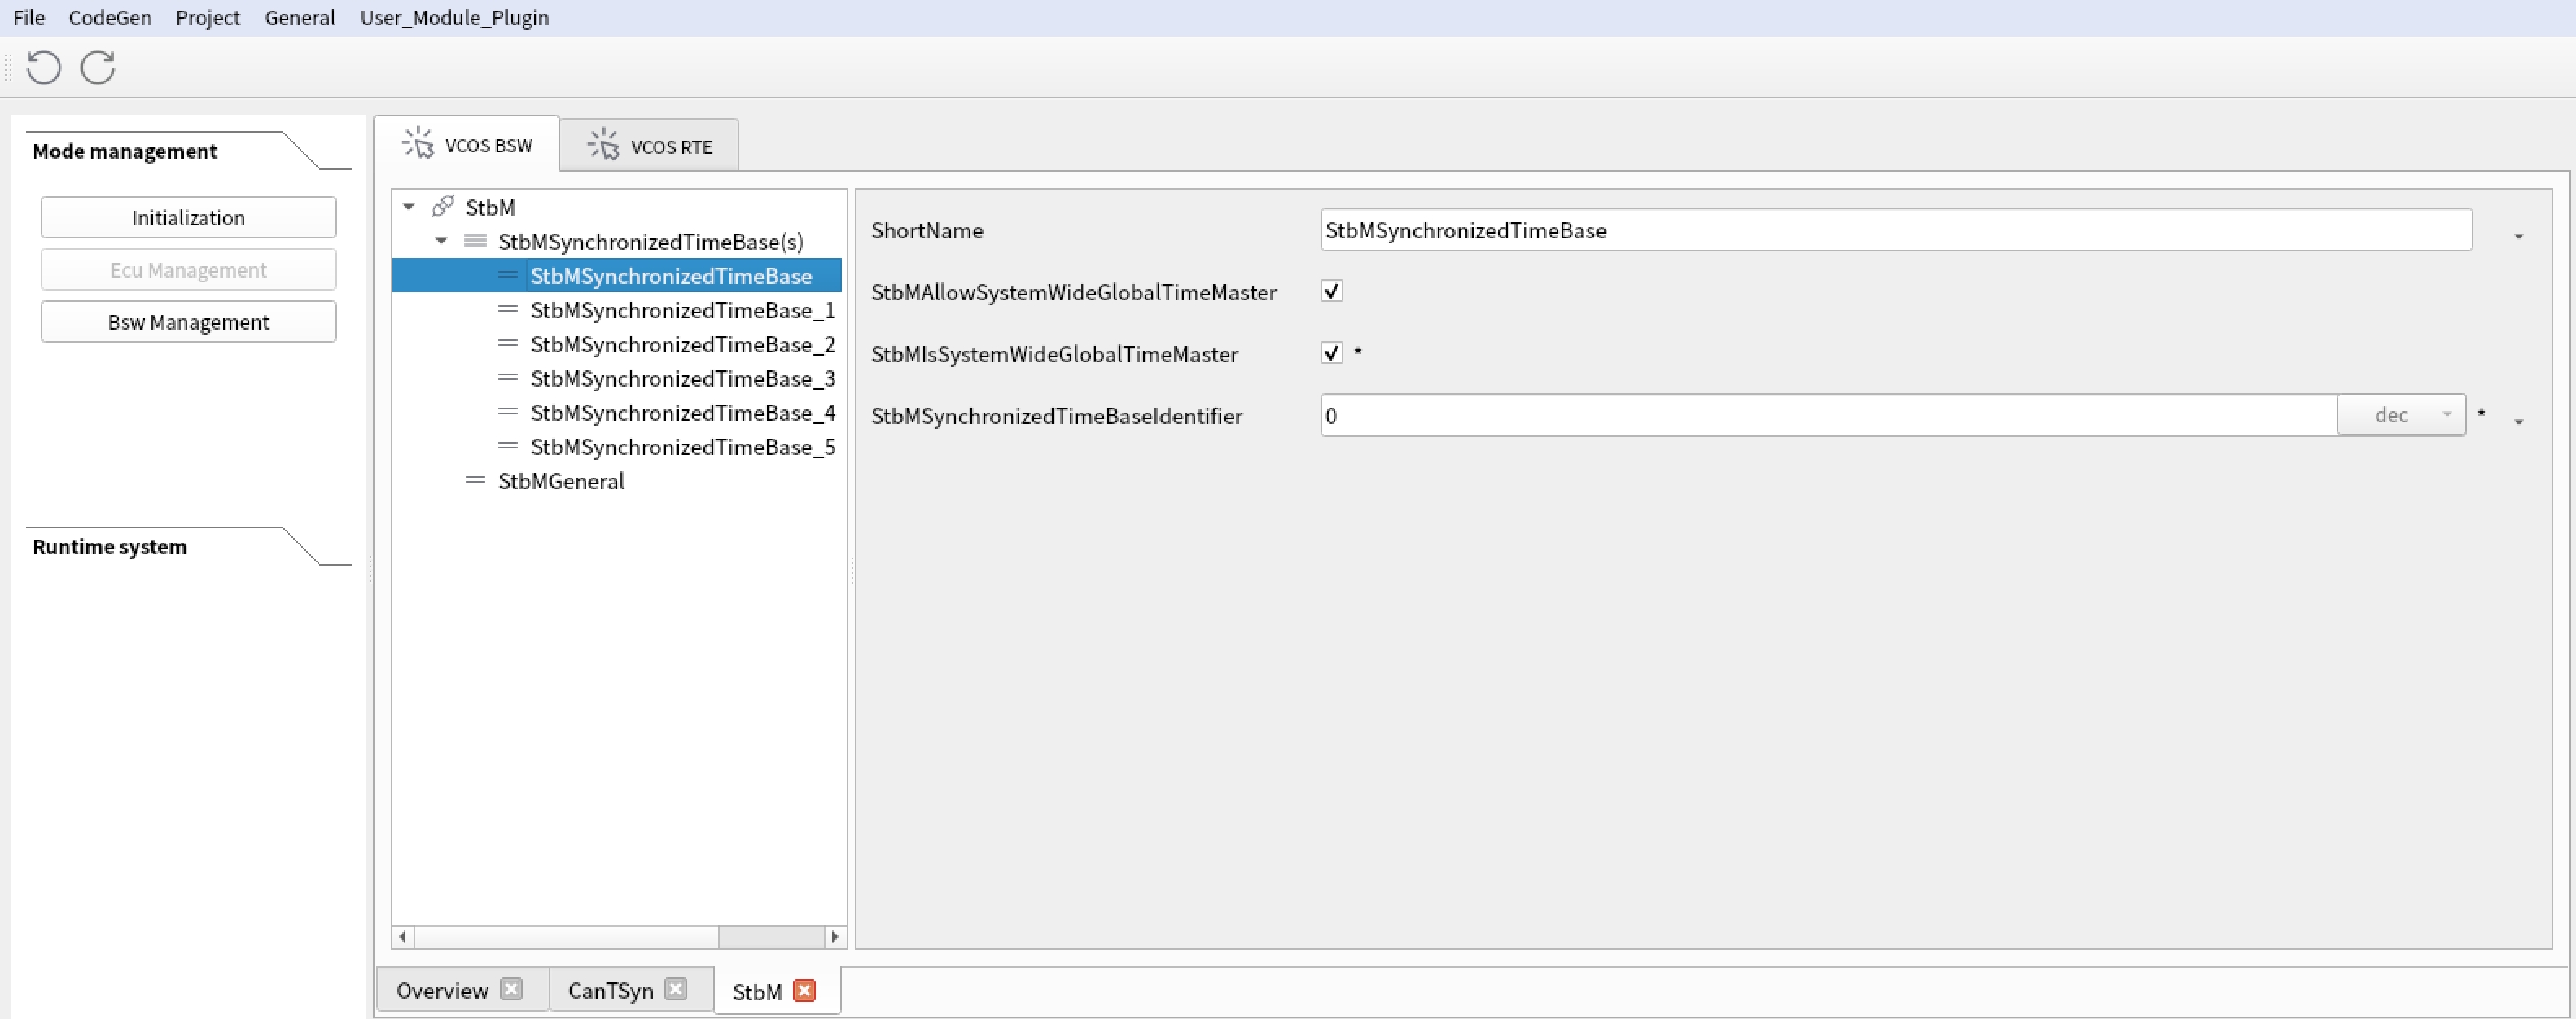 File CodeGen Project General User_Module_Plugin
Mode management
Initialization
Ecu Management
Bsw Management
Runtime system
VCOS BSW VCOS RTE
StbM
StbMSynchronizedTimeBase(s)
StbMSynchronizedTimeBase
StbMSynchronizedTimeBase_1
StbMSynchronizedTimeBase_2
StbMSynchronizedTimeBase_3
StbMSynchronizedTimeBase_4
StbMSynchronizedTimeBase_5
StbMGeneral
ShortName StbMSynchronizedTimeBase
StbMAllowSystemWideGlobalTimeMaster
StbMIsSystemWideGlobalTimeMaster *
StbMSynchronizedTimeBaseIdentifier 0 dec *
Overview CanTSyn StbM